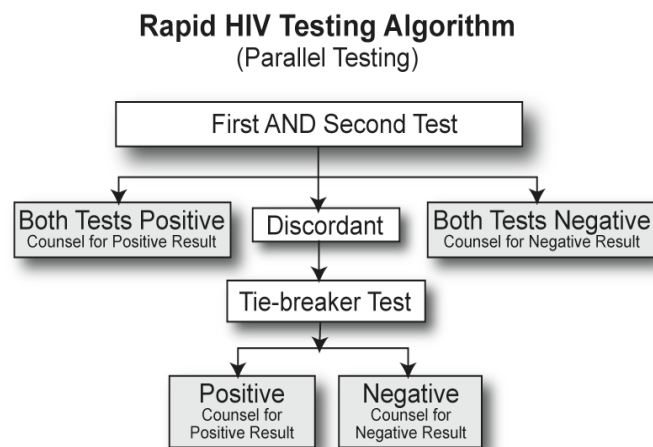 Rapid HIV Testing Algorithm
(Parallel Testing)
First AND Second Test
Both Tests Positive
Counsel for Positive Result
Discordant
Both Tests Negative
Counsel for Negative Result
Tie-breaker Test
Positive
Counsel for
Positive Result
Negative
Counsel for
Negative Result